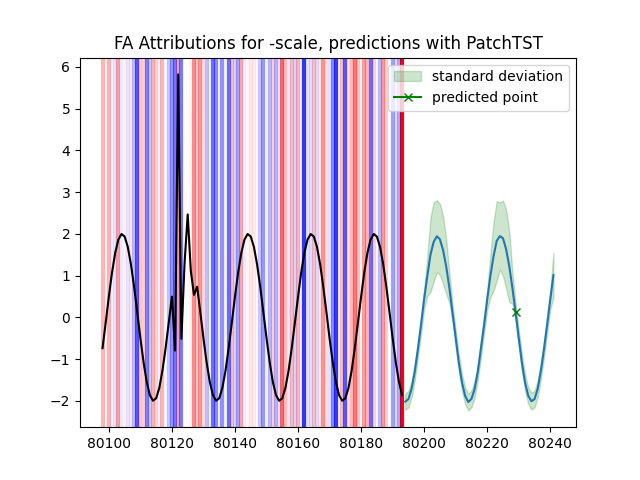 FA Attributions for -scale, predictions with PatchTST
standard deviation
predicted point
6
5
4
3
2
1
0
−1
−2
80100 80120 80140 80160 80180 80200 80220 80240